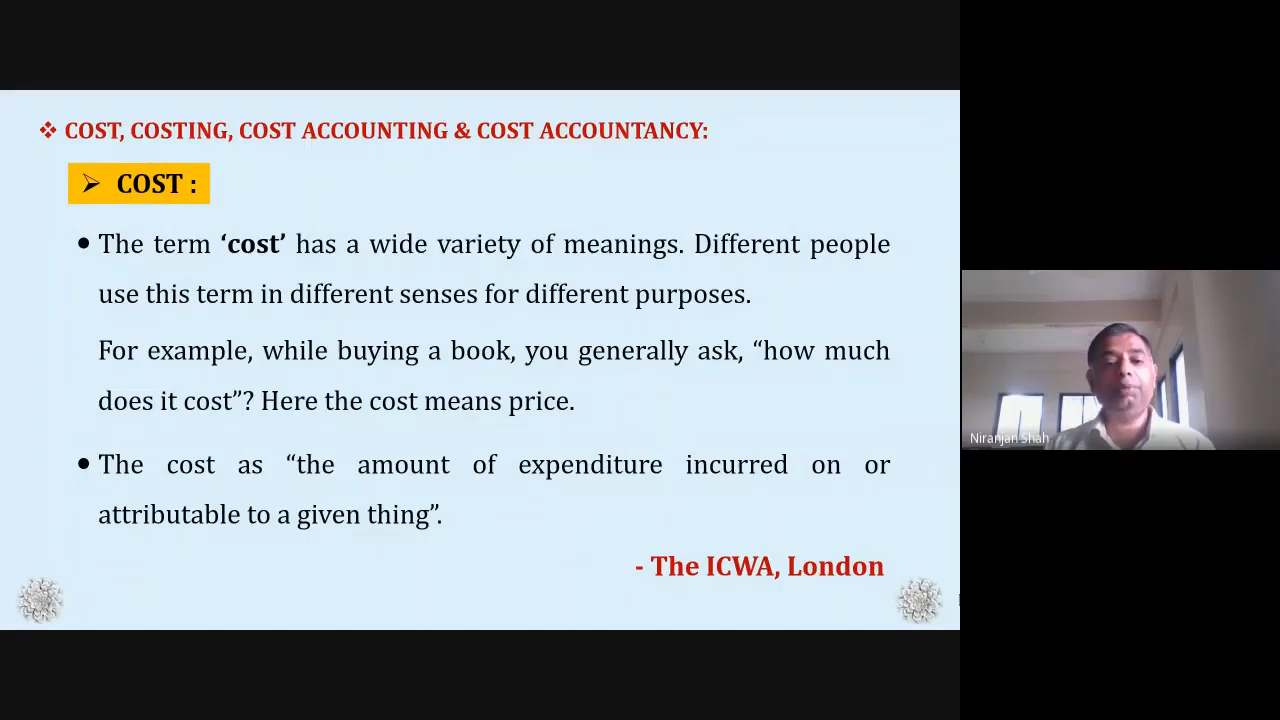 ❖ COST, COSTING, COST ACCOUNTING & COST ACCOUNTANCY:
➢ COST :
• The term ‘cost’ has a wide variety of meanings. Different people
use this term in different senses for different purposes.
For example, while buying a book, you generally ask, “how much
does it cost”? Here the cost means price.
• The cost as “the amount of expenditure incurred on or
attributable to a given thing”.
- The ICWA, London
Niranjan Shah